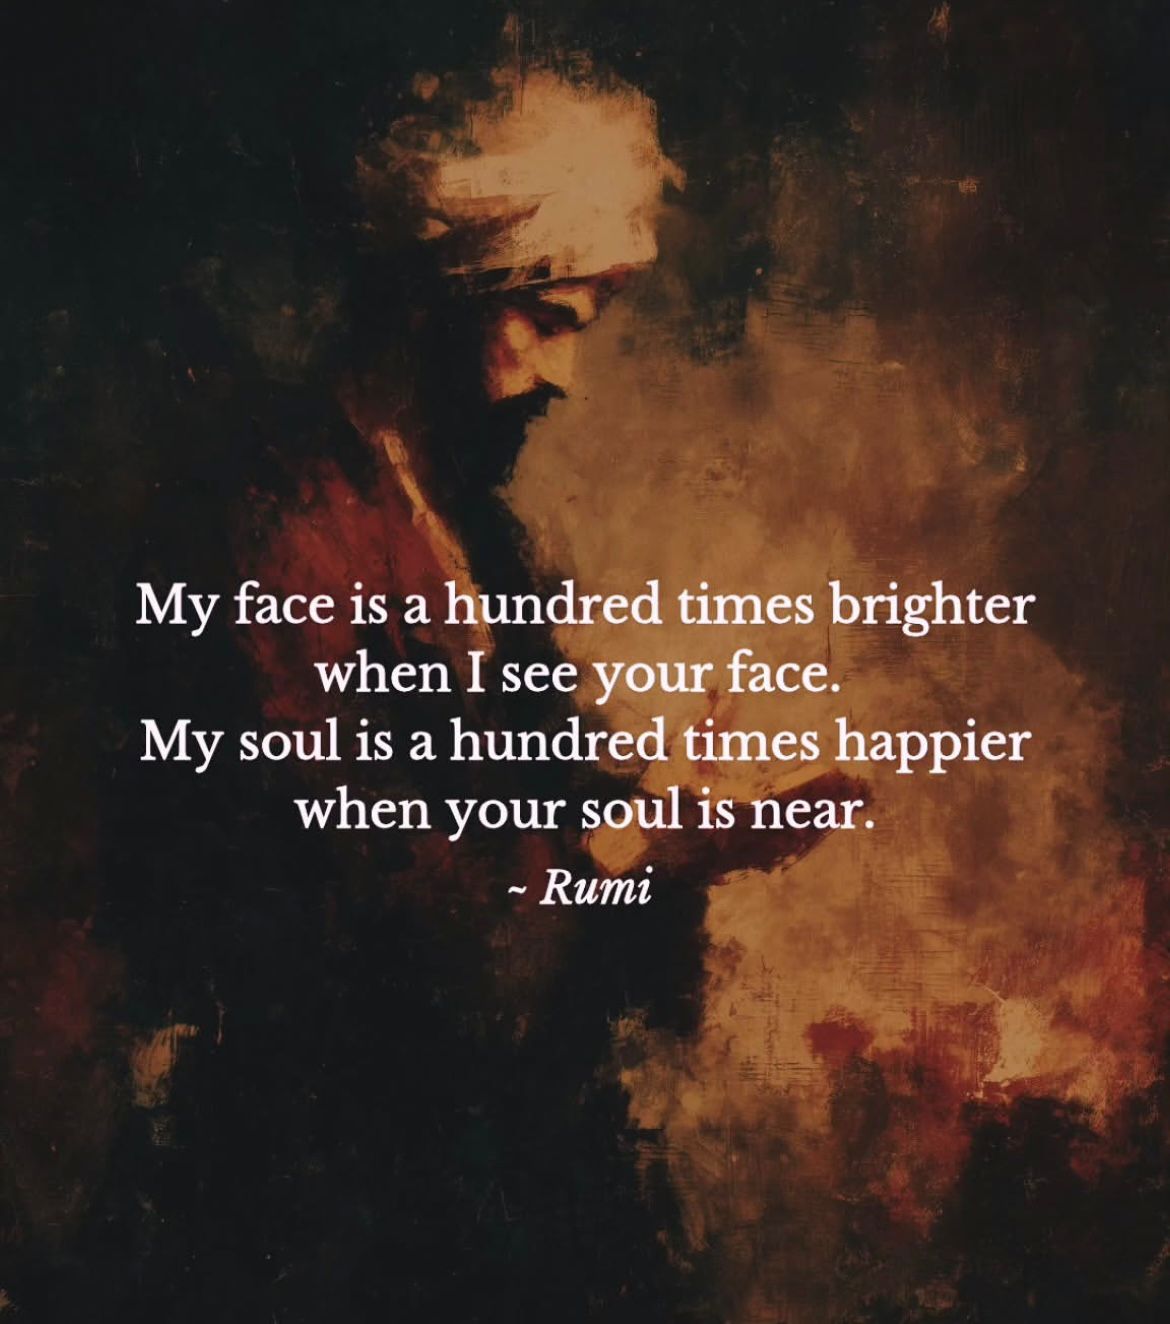 My face is a hundred times brighter
when I see your face.
My soul is a hundred times happier
when your soul is near.
~ Rumi